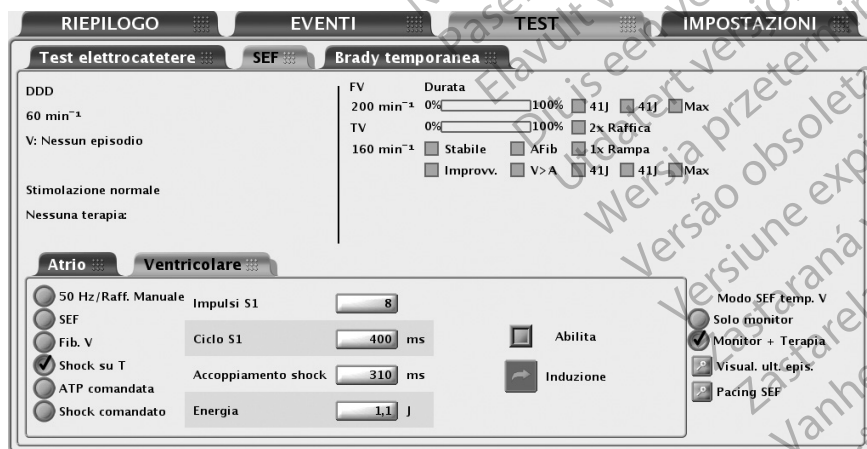 RIEPILOGO EVENTI TEST IMPOSTAZIONI
Test elettrocatetere SEF Brady temporanea
DDD
60 min⁻¹
V: Nessun episodio
Stimolazione normale
Nessuna terapia:
FV Durata
200 min⁻¹ 0% 100% 41J 41J Max
TV 0% 100% 2x Raffica
160 min⁻¹ Stabile AFib 1x Rampa
Improvv. V>A 41J 41J Max
Atrio Ventricolare
50 Hz/Raff. Manuale
SEF
Fib. V
Shock su T
ATP comandata
Shock comandato
Impulsi S1 8
Ciclo S1 400 ms
Accoppiamento shock 310 ms
Energia 1,1 J
Abilita
Induzione
Modo SEF temp. V
Solo monitor
Monitor + Terapia
Visual. ult. epis.
Pacing SEF